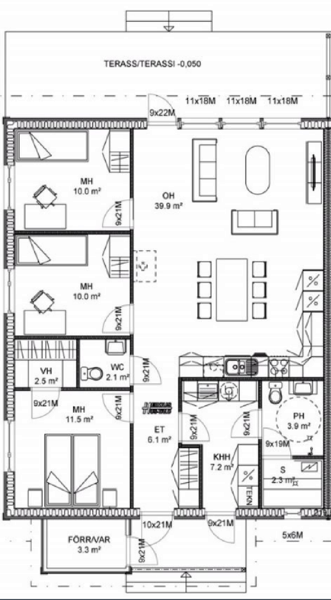 TERASS/TERASSI -0,050
11x18M 11x18M 11x18M
9x22M
MH
10.0 m²
9x21M
OH
39.9 m²
MH
10.0 m²
9x21M
VH
2.5 m²
WC
2.1 m²
9x21M
9x21M
MH
11.5 m²
9x21M
ET
6.1 m²
9x21M
KHH
7.2 m²
PH
3.9 m²
9x19M
S
2.3 m²
TEKN
10x21M
9x21M
5x6M
FÖRR/VAR
3.3 m²
9x21M